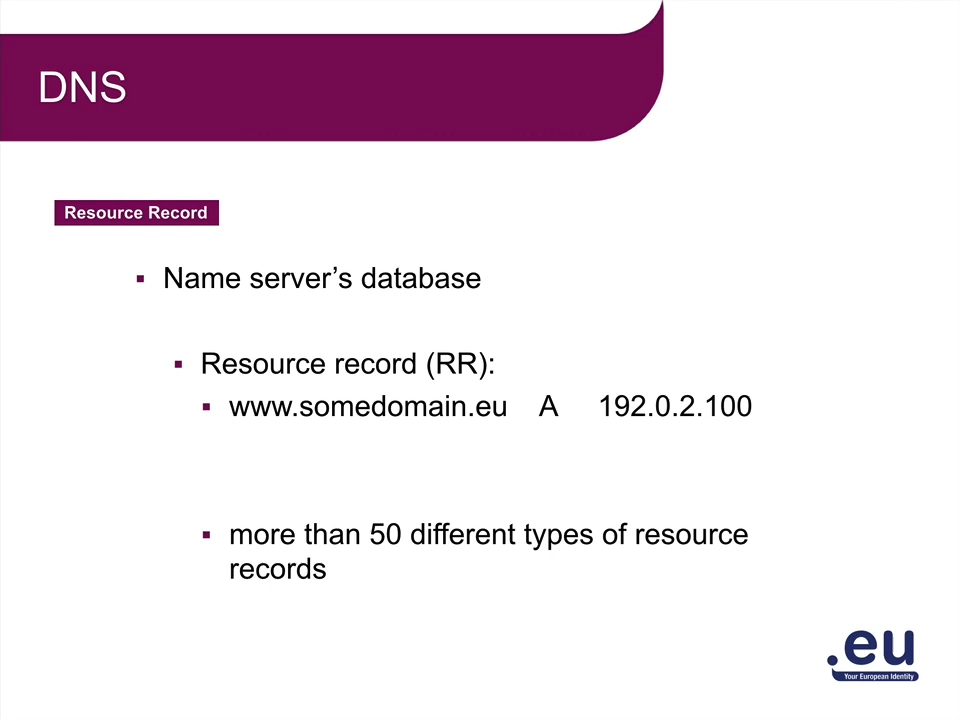 DNS
Resource Record
Name server’s database
Resource record (RR):
www.somedomain.eu A 192.0.2.100
more than 50 different types of resource
records
.eu
Your European Identity